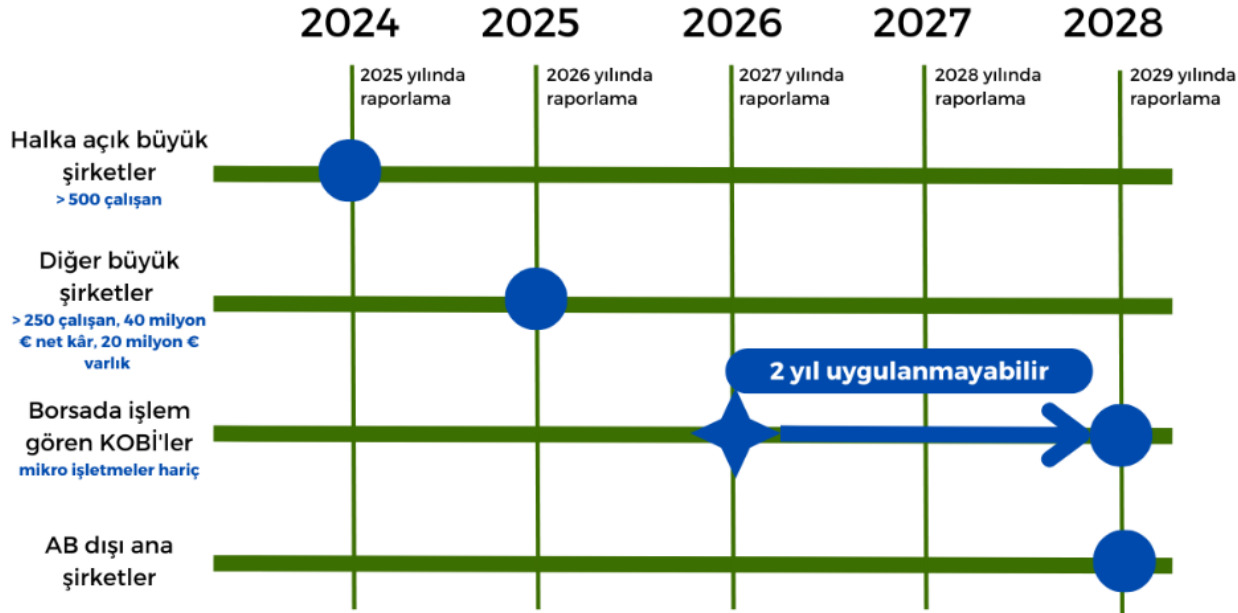 2024
2025
2026
2027
2028
2025 yılında
raporlama
2026 yılında
raporlama
2027 yılında
raporlama
2028 yılında
raporlama
2029 yılında
raporlama
Halka açık büyük
şirketler
> 500 çalışan
Diğer büyük
şirketler
> 250 çalışan, 40 milyon
€ net kâr, 20 milyon €
varlık
2 yıl uygulanmayabilir
Borsada işlem
gören KOBİ'ler
mikro işletmeler hariç
AB dışı ana
şirketler